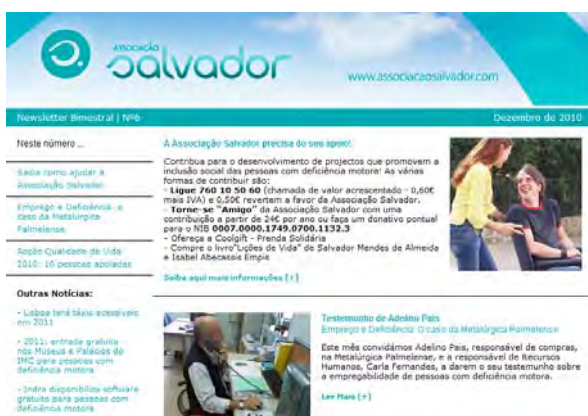 ASSOCIAÇÃO
salvador
www.associacaosalvador.com
Newsletter Bimestral | Nº6
Dezembro de 2010
Neste número ...
Saiba como ajudar a
Associação Salvador
Emprego e Deficiência: o
caso da Metalúrgica
Palmelense
Acção Qualidade de Vida
2010: 16 pessoas apoiadas
Outras Notícias:
- Lisboa terá táxis acessíveis
em 2011
- 2011: entrada gratuita
nos Museus e Palácios do
IMC para pessoas com
deficiência motora
- Indra disponibiliza software
gratuito para pessoas com
deficiência motora
A Associação Salvador precisa do seu apoio!
Contribua para o desenvolvimento de projectos que promovem a
inclusão social das pessoas com deficiência motora! As várias
formas de contribuir são:
- Ligue 760 10 50 60 (chamada de valor acrescentado - 0,60€
mais IVA) e 0,50€ revertem a favor da Associação Salvador.
- Torne-se "Amigo" da Associação Salvador com uma
contribuição a partir de 24€ por ano ou faça um donativo pontual
para o NIB 0007.0000.1749.0700.1132.3
- Ofereça a Coolgift - Prenda Solidária
- Compre o livro"Lições de Vida" de Salvador Mendes de Almeida
e Isabel Abecassis Empis
Saiba aqui mais informações [+]
Testemunho de Adelino Pais
Emprego e Deficiência: O caso da Metalúrgica Palmelense
Este mês convidámos Adelino Pais, responsável de compras,
na Metalúrgica Palmelense, e a responsável de Recursos
Humanos, Carla Fernandes, a darem o seu testemunho sobre
a empregabilidade de pessoas com deficiência motora.
Ler Mais [+]